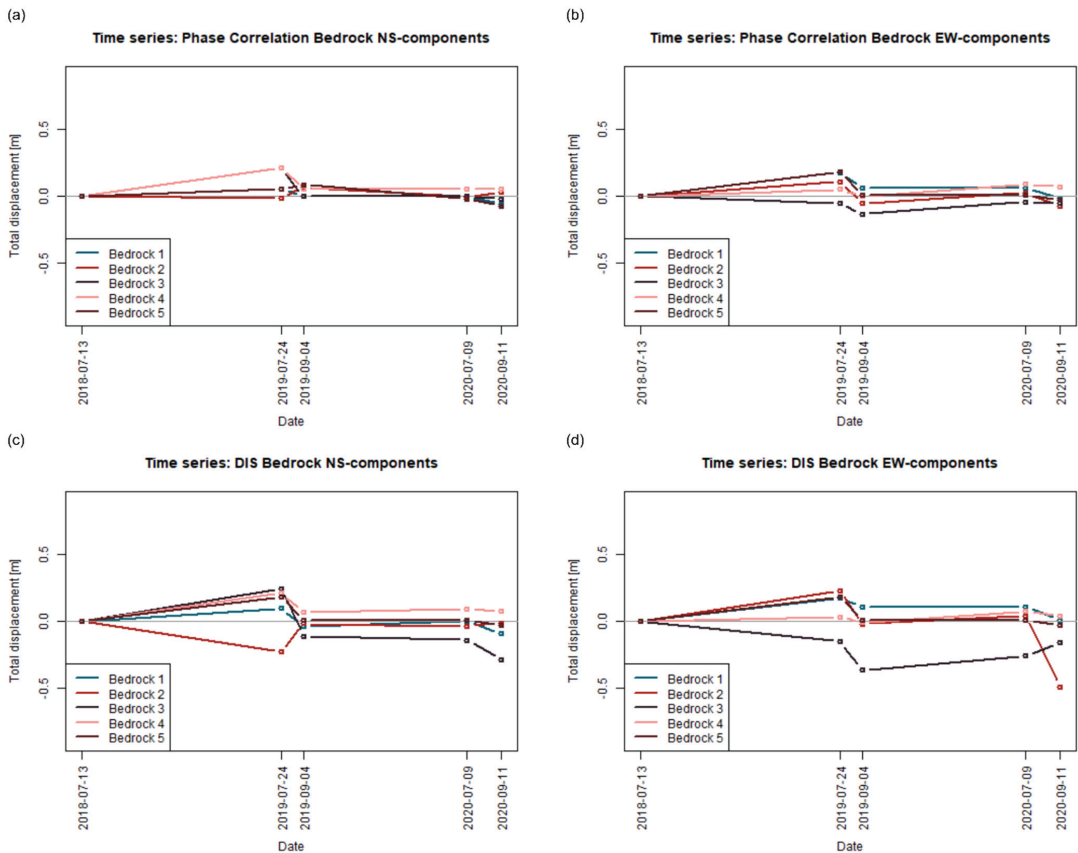 (a)
Time series: Phase Correlation Bedrock NS-components
Total displacement [m]
0.5
0.0
-0.5
Bedrock 1
Bedrock 2
Bedrock 3
Bedrock 4
Bedrock 5
2018-07-13
2019-07-24
2019-09-04
2020-07-09
2020-09-11
Date
(b)
Time series: Phase Correlation Bedrock EW-components
Total displacement [m]
0.5
0.0
-0.5
Bedrock 1
Bedrock 2
Bedrock 3
Bedrock 4
Bedrock 5
2018-07-13
2019-07-24
2019-09-04
2020-07-09
2020-09-11
Date
(c)
Time series: DIS Bedrock NS-components
Total displacement [m]
0.5
0.0
-0.5
Bedrock 1
Bedrock 2
Bedrock 3
Bedrock 4
Bedrock 5
2018-07-13
2019-07-24
2019-09-04
2020-07-09
2020-09-11
Date
(d)
Time series: DIS Bedrock EW-components
Total displacement [m]
0.5
0.0
-0.5
Bedrock 1
Bedrock 2
Bedrock 3
Bedrock 4
Bedrock 5
2018-07-13
2019-07-24
2019-09-04
2020-07-09
2020-09-11
Date